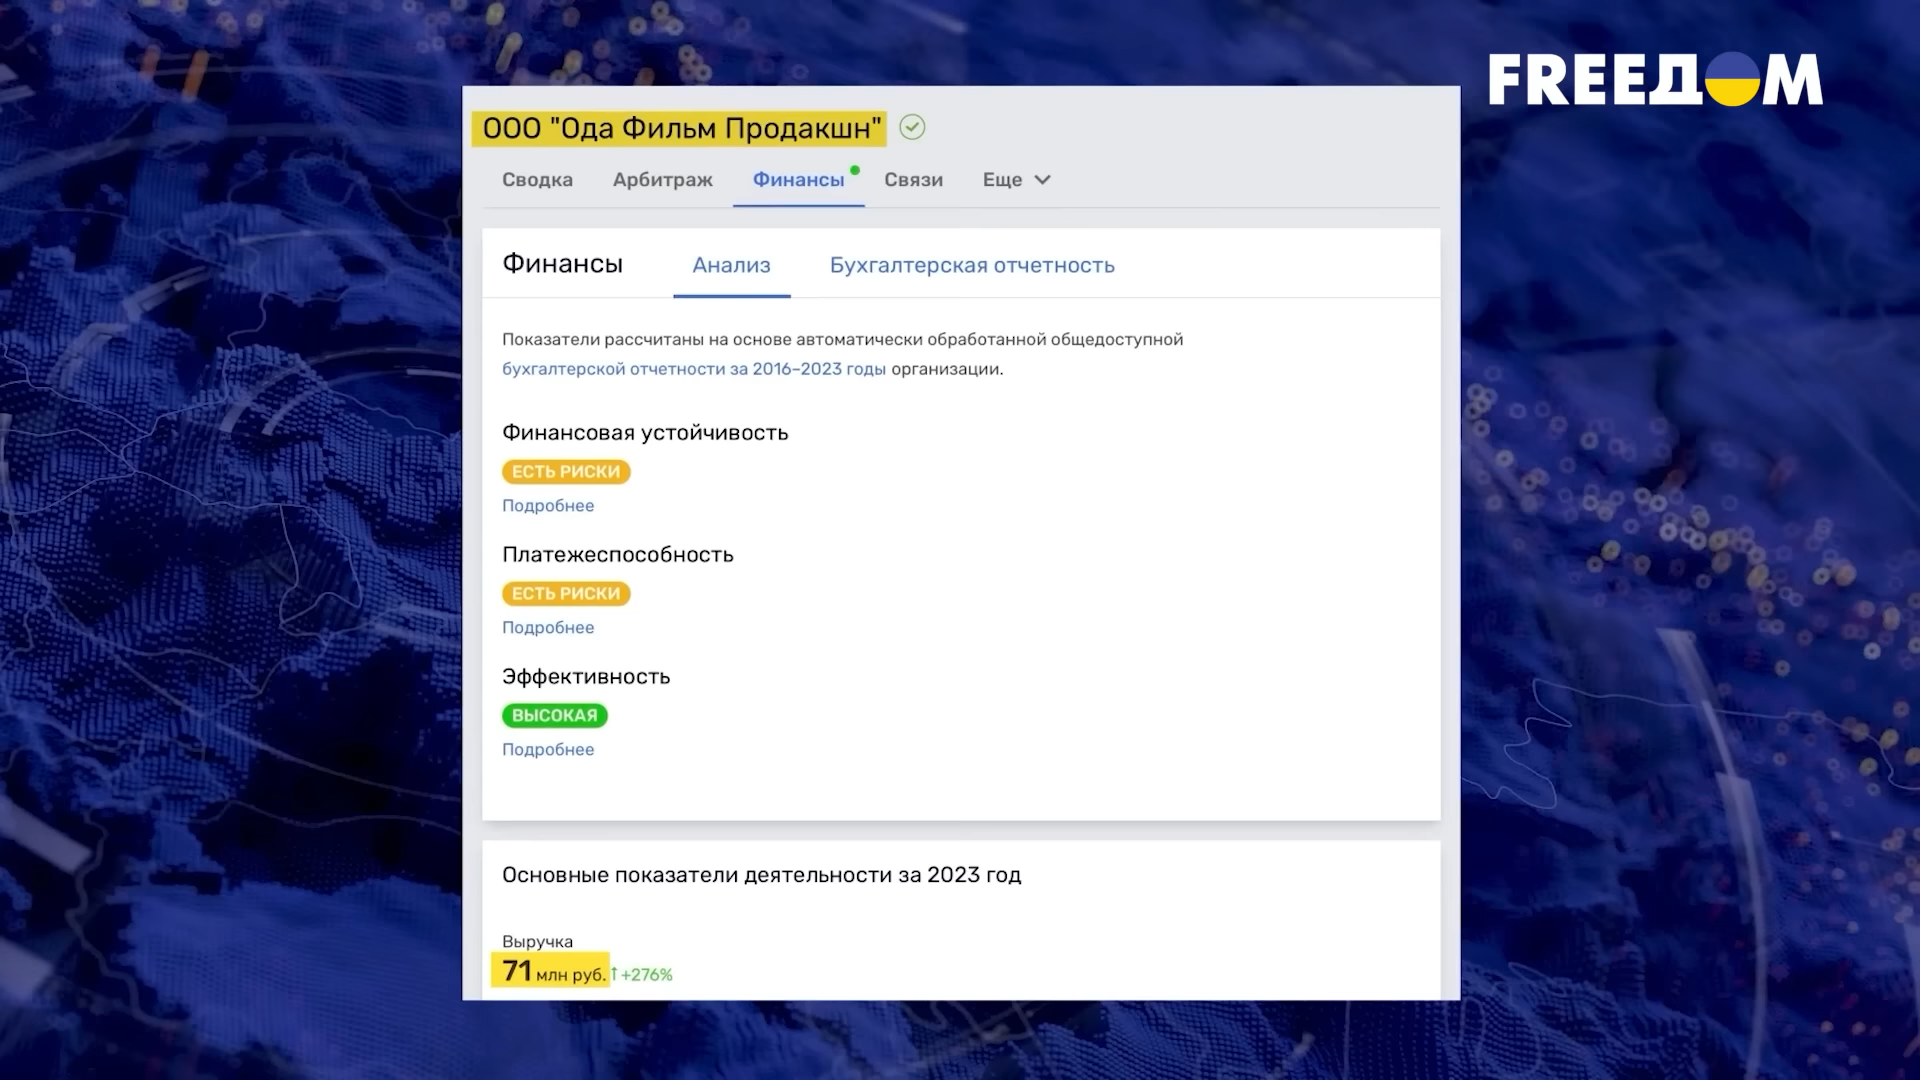 FREEДОМ
ООО "Ода Фильм Продакшн"
Сводка Арбитраж Финансы Связи Еще
Финансы Анализ Бухгалтерская отчетность
Показатели рассчитаны на основе автоматически обработанной общедоступной
бухгалтерской отчетности за 2016–2023 годы организации.
Финансовая устойчивость
ЕСТЬ РИСКИ
Подробнее
Платежеспособность
ЕСТЬ РИСКИ
Подробнее
Эффективность
ВЫСОКАЯ
Подробнее
Основные показатели деятельности за 2023 год
Выручка
71 млн руб. ↑ +276%